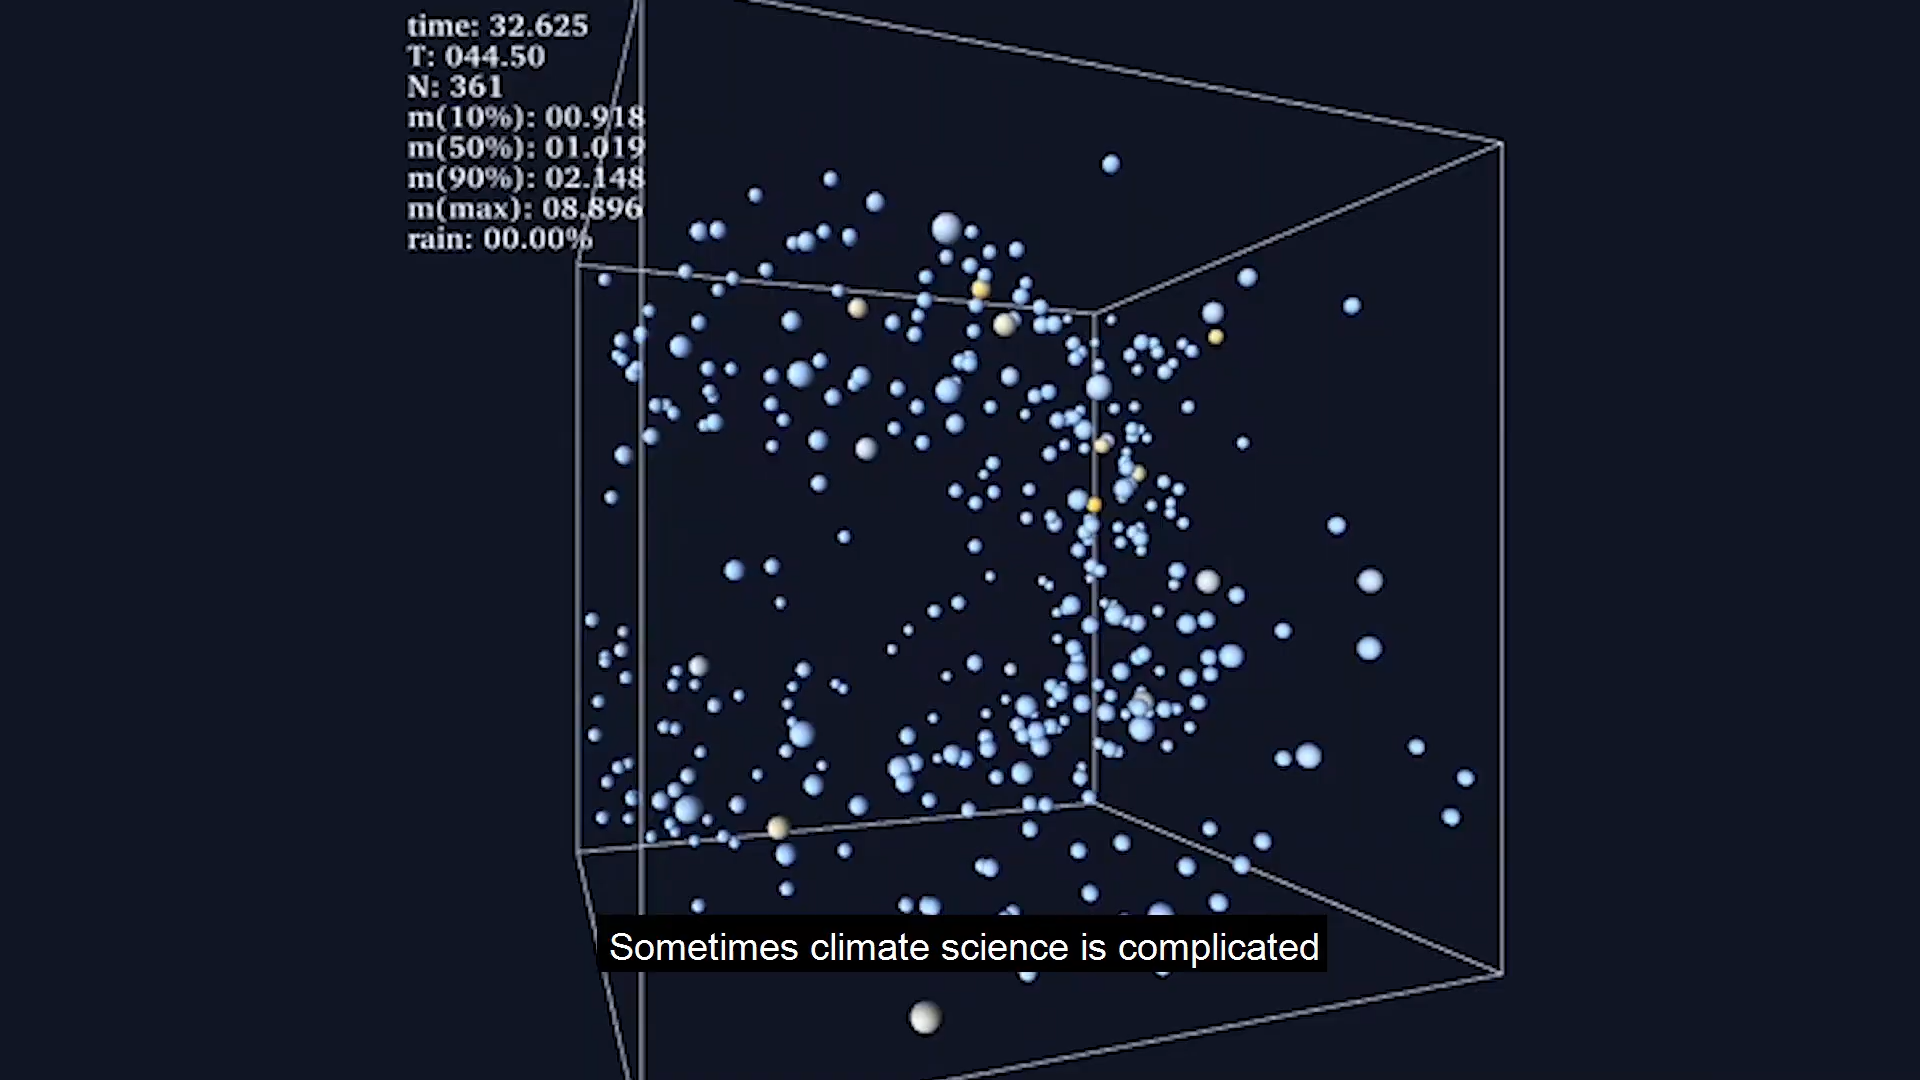 time: 32.625
T: 044.50
N: 361
m(10%): 00.918
m(50%): 01.019
m(90%): 02.148
m(max): 08.896
rain: 00.00%
Sometimes climate science is complicated